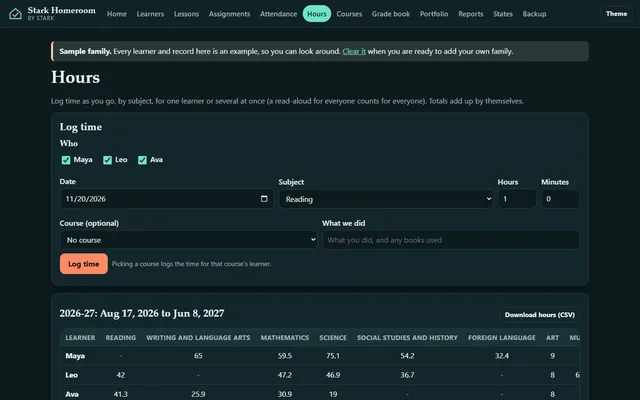 Stark Homeroom
BY STARK
Home Learners Lessons Assignments Attendance Hours Courses Grade book Portfolio Reports States Backup Theme
Sample family. Every learner and record here is an example, so you can look around. Clear it when you are ready to add your own family.
Hours
Log time as you go, by subject, for one learner or several at once (a read-aloud for everyone counts for everyone). Totals add up by themselves.
Log time
Who
Maya Leo Ava
Date Subject Hours Minutes
11/20/2026 Reading 1 0
Course (optional) What we did
No course What you did, and any books used
Log time Picking a course logs the time for that course's learner.
2026-27: Aug 17, 2026 to Jun 8, 2027 Download hours (CSV)
LEARNER READING WRITING AND LANGUAGE ARTS MATHEMATICS SCIENCE SOCIAL STUDIES AND HISTORY FOREIGN LANGUAGE ART MU
Maya - 65 59.5 75.1 54.2 32.4 9
Leo 42 - 47.2 46.9 36.7 - 8 6
Ava 41.3 25.9 30.9 19 - - 8